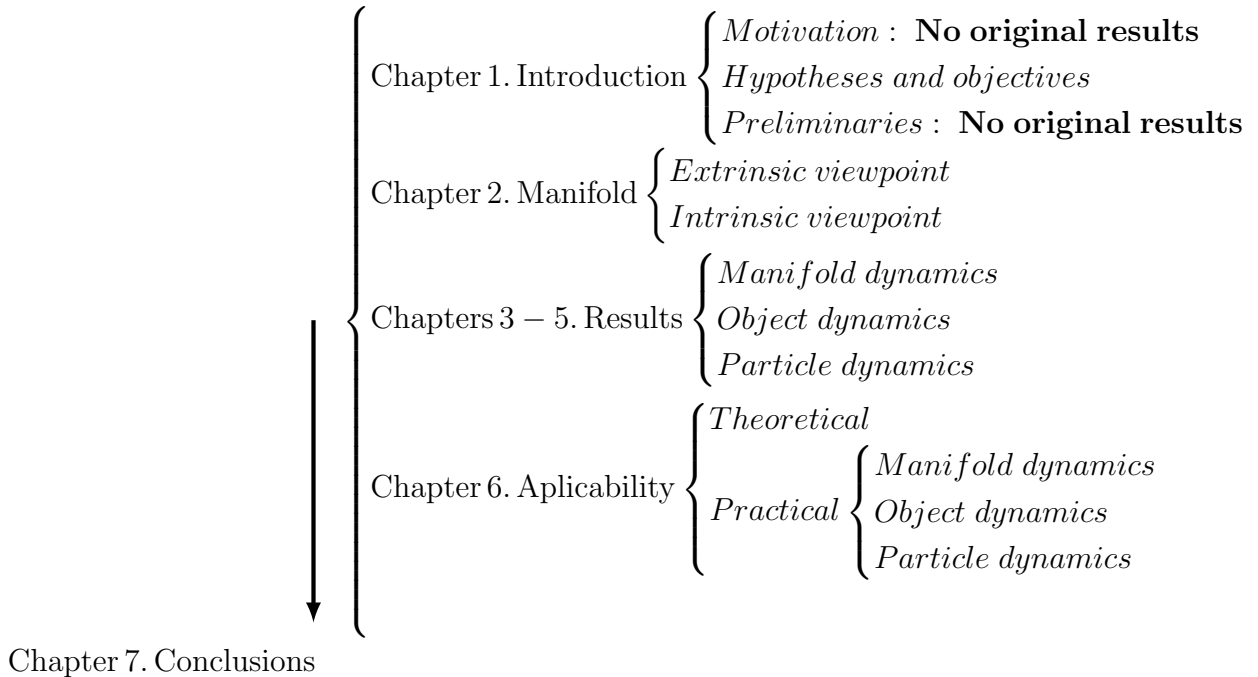 Motivation : No original results
Chapter 1. Introduction
Hypotheses and objectives
Preliminaries : No original results
Extrinsic viewpoint
Chapter 2. Manifold
Intrinsic viewpoint
Manifold dynamics
Chapters 3 − 5. Results
Object dynamics
Particle dynamics
Theoretical
Chapter 6. Aplicability
Manifold dynamics
Practical
Object dynamics
Particle dynamics
Chapter 7. Conclusions